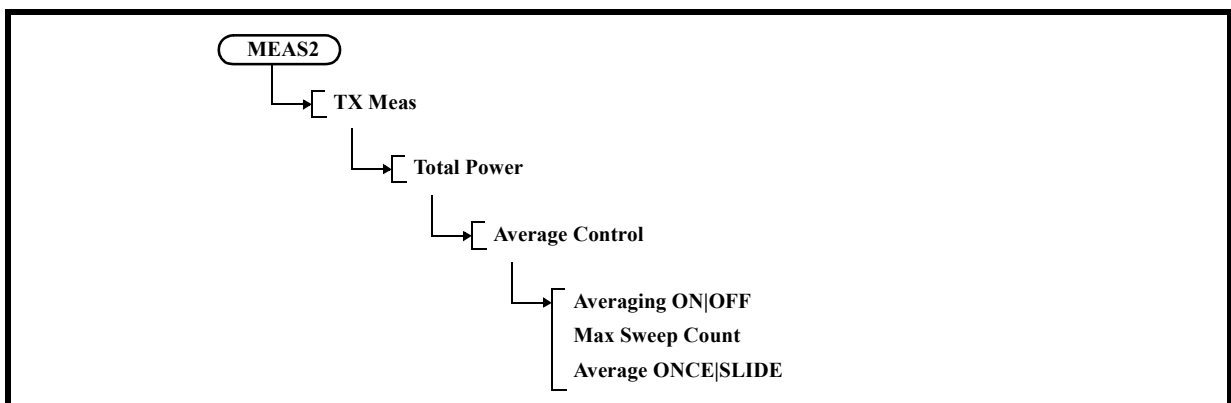 MEAS2
TX Meas
Total Power
Average Control
Averaging ON|OFF
Max Sweep Count
Average ONCE|SLIDE